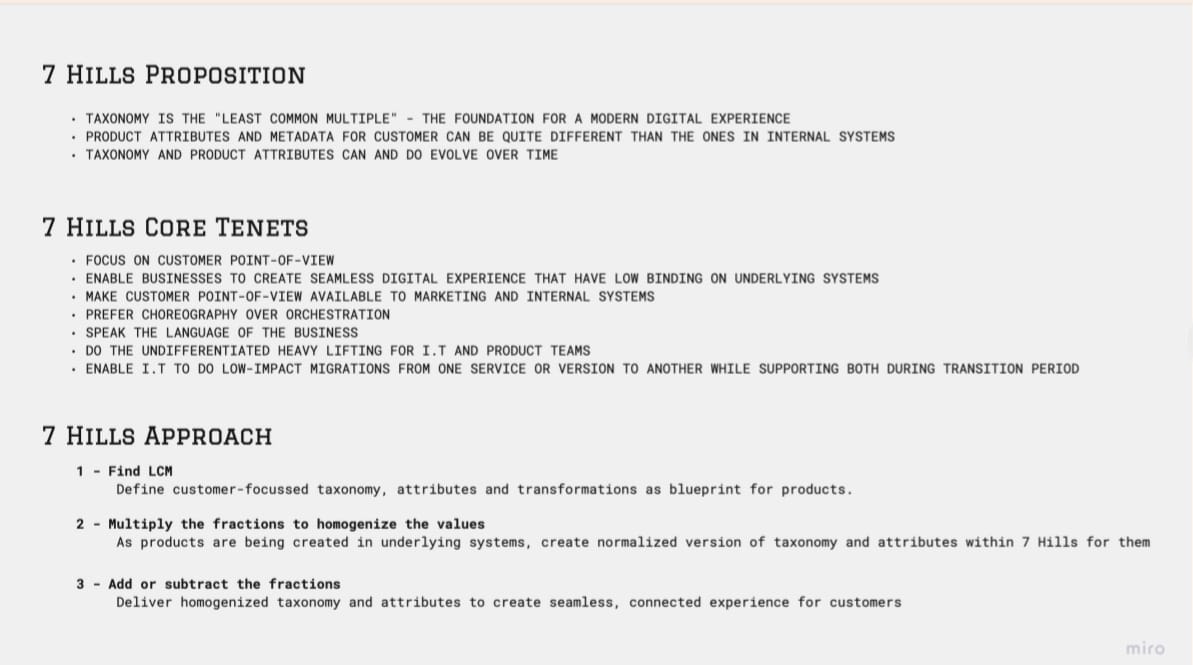 7 Hills Proposition
• TAXONOMY IS THE "LEAST COMMON MULTIPLE" - THE FOUNDATION FOR A MODERN DIGITAL EXPERIENCE
• PRODUCT ATTRIBUTES AND METADATA FOR CUSTOMER CAN BE QUITE DIFFERENT THAN THE ONES IN INTERNAL SYSTEMS
• TAXONOMY AND PRODUCT ATTRIBUTES CAN AND DO EVOLVE OVER TIME
7 Hills Core Tenets
• FOCUS ON CUSTOMER POINT-OF-VIEW
• ENABLE BUSINESSES TO CREATE SEAMLESS DIGITAL EXPERIENCE THAT HAVE LOW BINDING ON UNDERLYING SYSTEMS
• MAKE CUSTOMER POINT-OF-VIEW AVAILABLE TO MARKETING AND INTERNAL SYSTEMS
• PREFER CHOREOGRAPHY OVER ORCHESTRATION
• SPEAK THE LANGUAGE OF THE BUSINESS
• DO THE UNDIFFERENTIATED HEAVY LIFTING FOR I.T AND PRODUCT TEAMS
• ENABLE I.T TO DO LOW-IMPACT MIGRATIONS FROM ONE SERVICE OR VERSION TO ANOTHER WHILE SUPPORTING BOTH DURING TRANSITION PERIOD
7 Hills Approach
1 - Find LCM
Define customer-focussed taxonomy, attributes and transformations as blueprint for products.
2 - Multiply the fractions to homogenize the values
As products are being created in underlying systems, create normalized version of taxonomy and attributes within 7 Hills for them
3 - Add or subtract the fractions
Deliver homogenized taxonomy and attributes to create seamless, connected experience for customers
miro